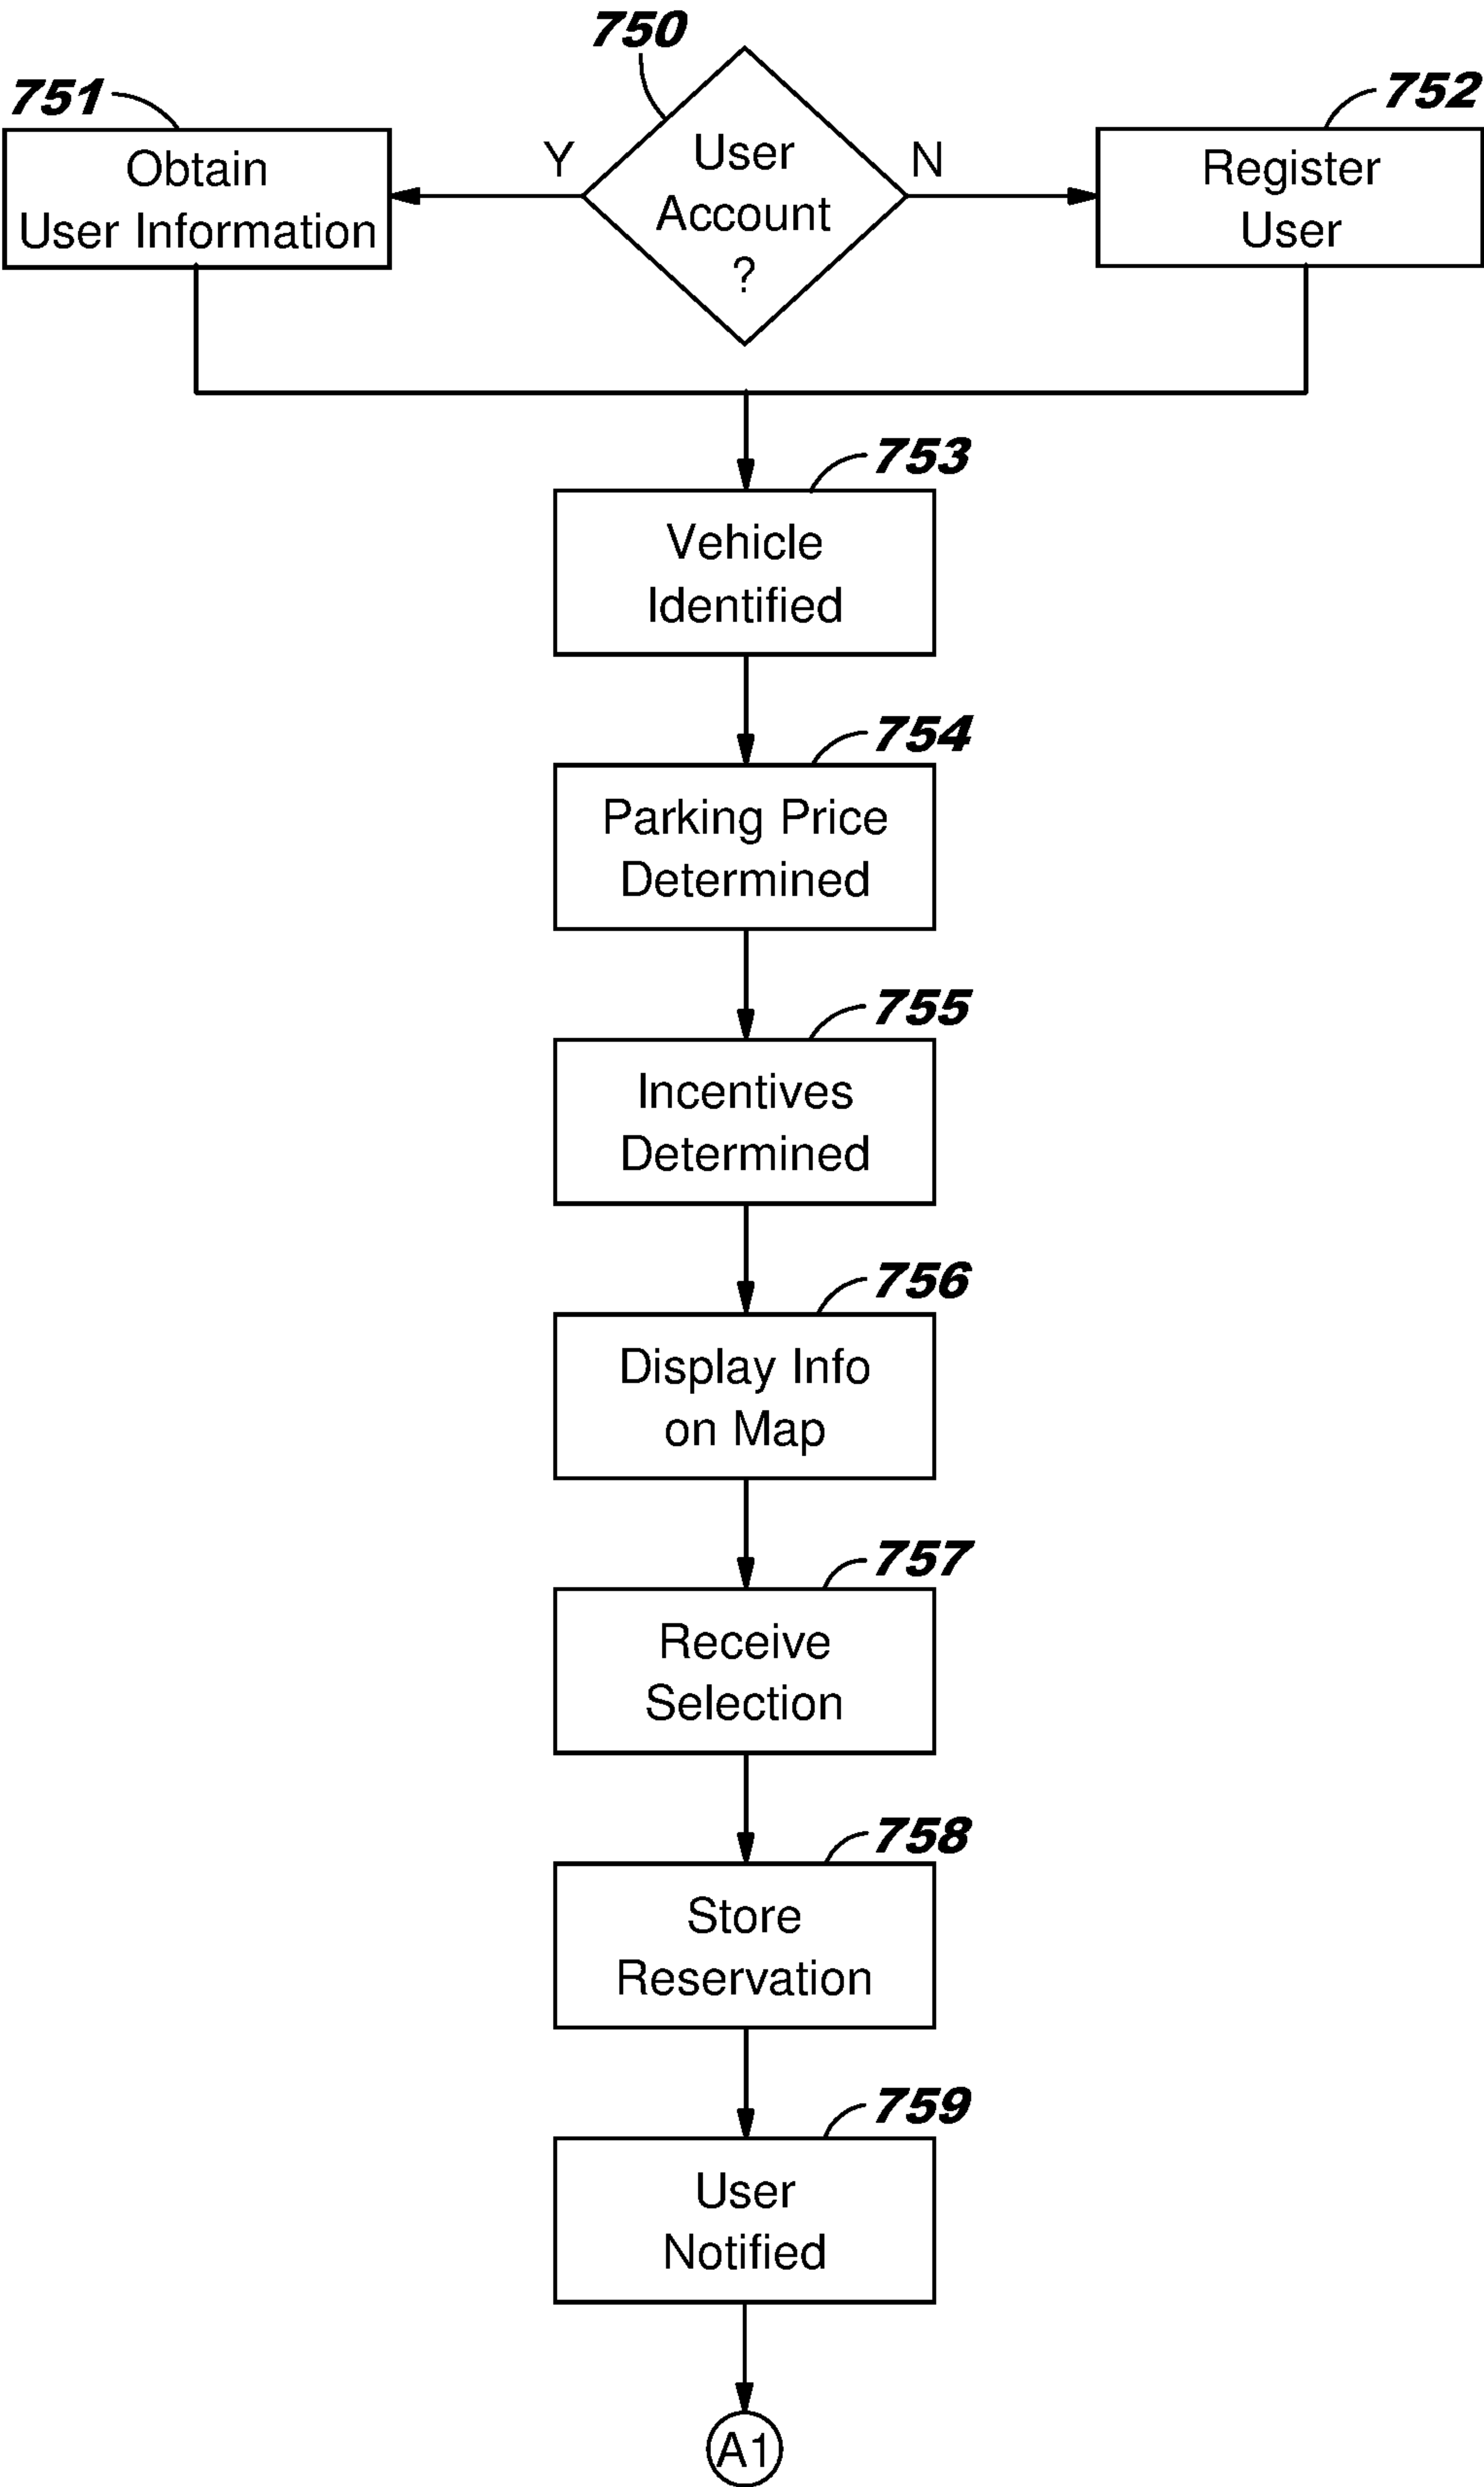 750
751
752
Y
User
Account
?
N
Obtain
User Information
Register
User
753
Vehicle
Identified
754
Parking Price
Determined
755
Incentives
Determined
756
Display Info
on Map
757
Receive
Selection
758
Store
Reservation
759
User
Notified
A1